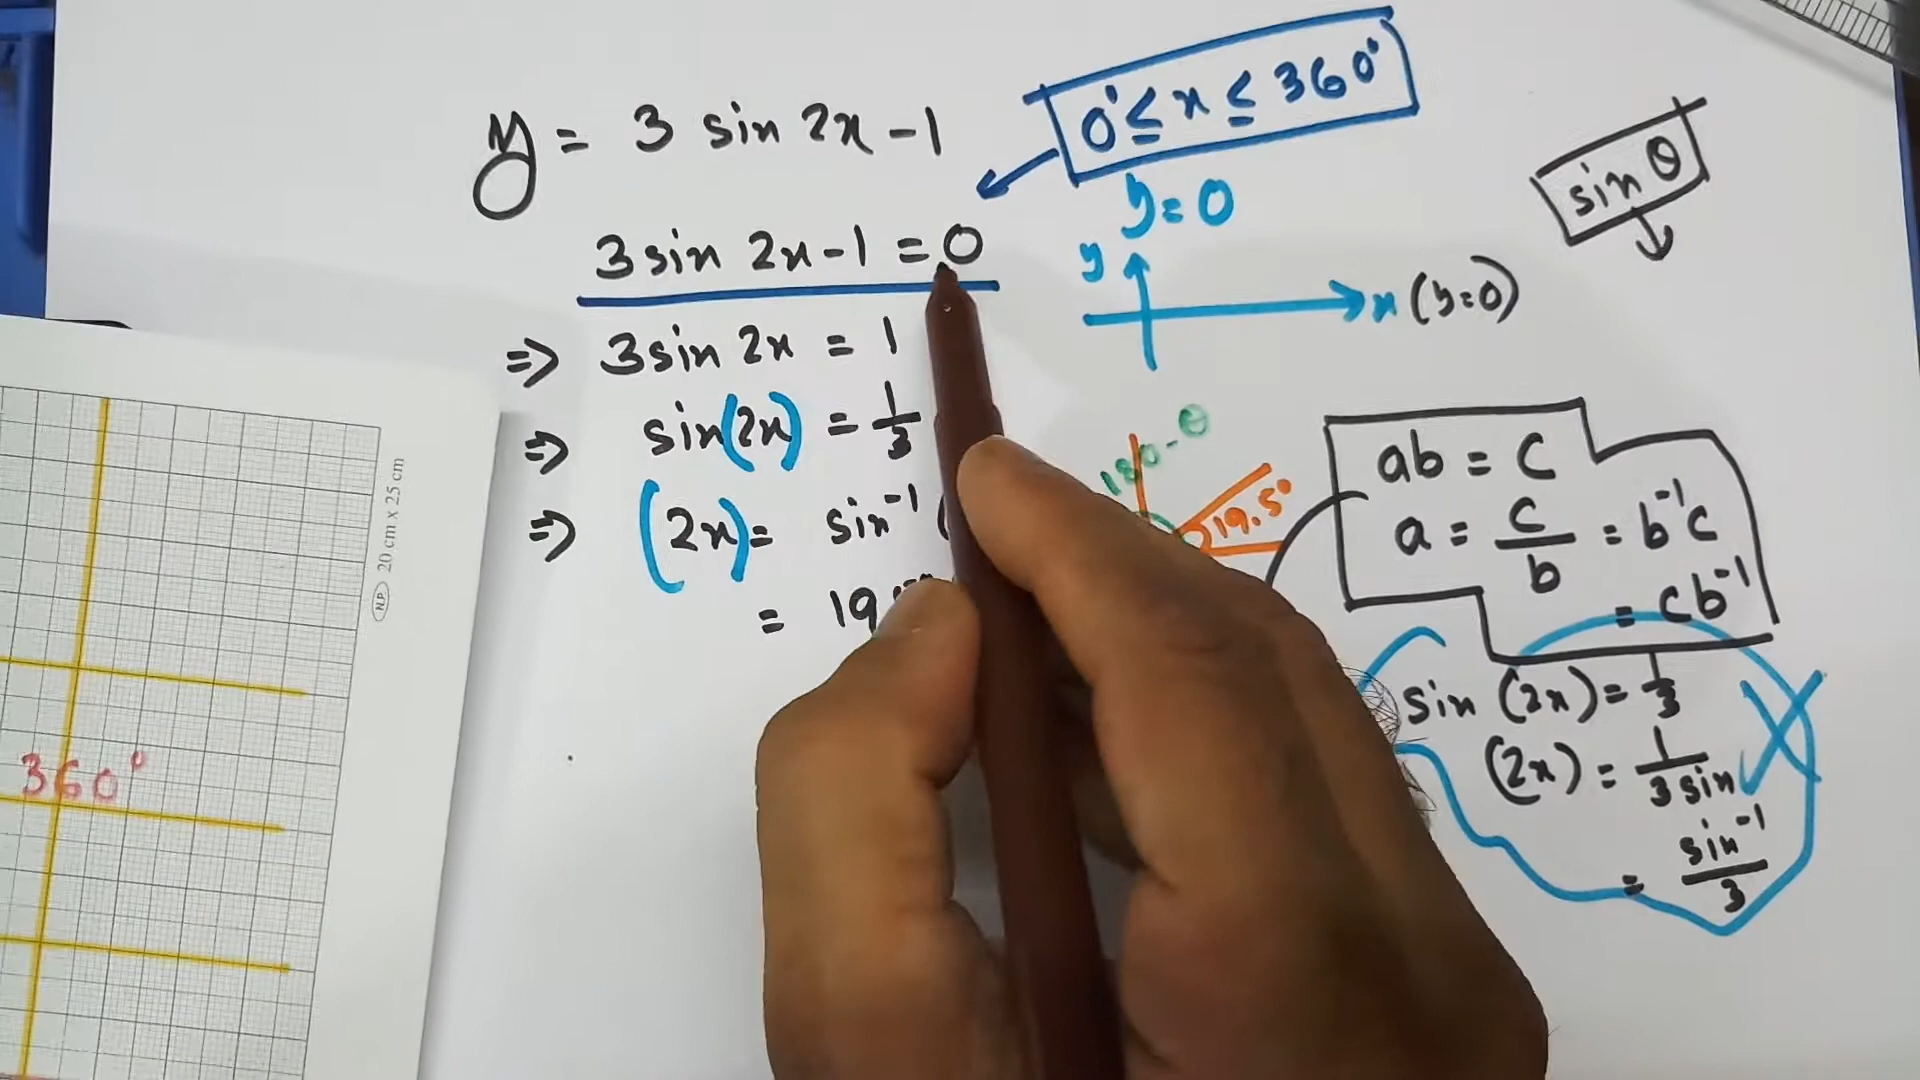 y = 3 sin 2x - 1
0° ≤ x ≤ 360°
y = 0
sin θ
3 sin 2x - 1 = 0
y
x (y=0)
⇒ 3 sin 2x = 1
⇒ sin(2x) = 1/3
⇒ (2x) = sin⁻¹ (
= 19
180-θ
19.5°
ab = c
a = c/b = b⁻¹c
= cb⁻¹
sin (2x) = 1/3
(2x) = 1/3 sin
= sin⁻¹/3
N.P. 20 cm x 25 cm
360°